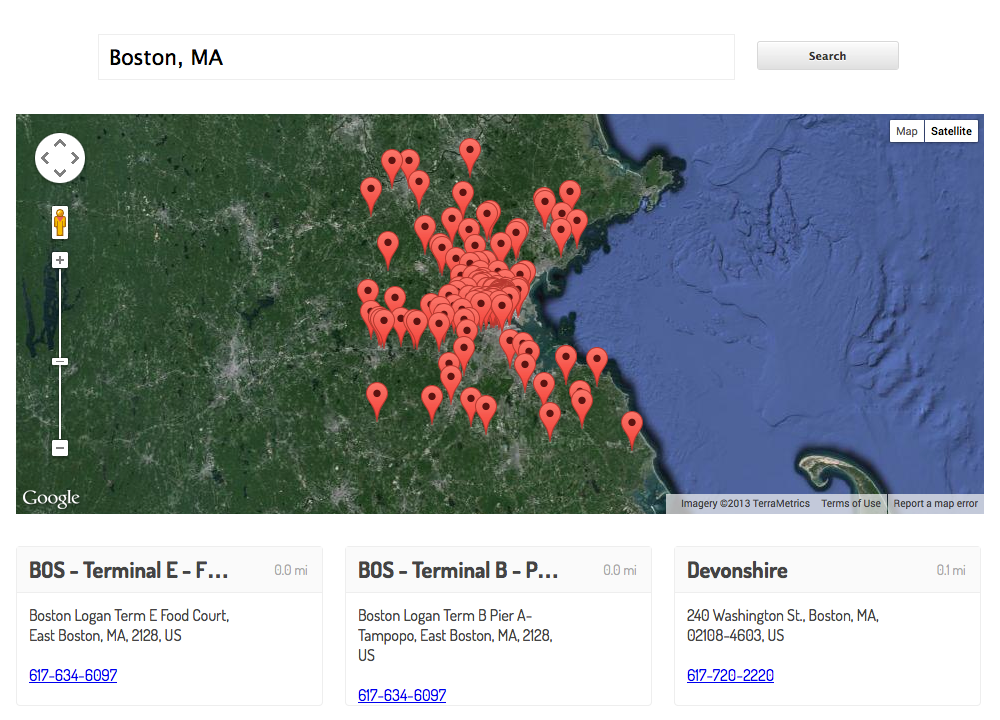 Boston, MA
Search
Map Satellite
Google
Imagery ©2013 TerraMetrics Terms of Use Report a map error
BOS - Terminal E - F... 0.0 mi
Boston Logan Term E Food Court,
East Boston, MA, 2128, US
617-634-6097
BOS - Terminal B - P... 0.0 mi
Boston Logan Term B Pier A-
Tampopo, East Boston, MA, 2128,
US
617-634-6097
Devonshire 0.1 mi
240 Washington St., Boston, MA,
02108-4603, US
617-720-2220